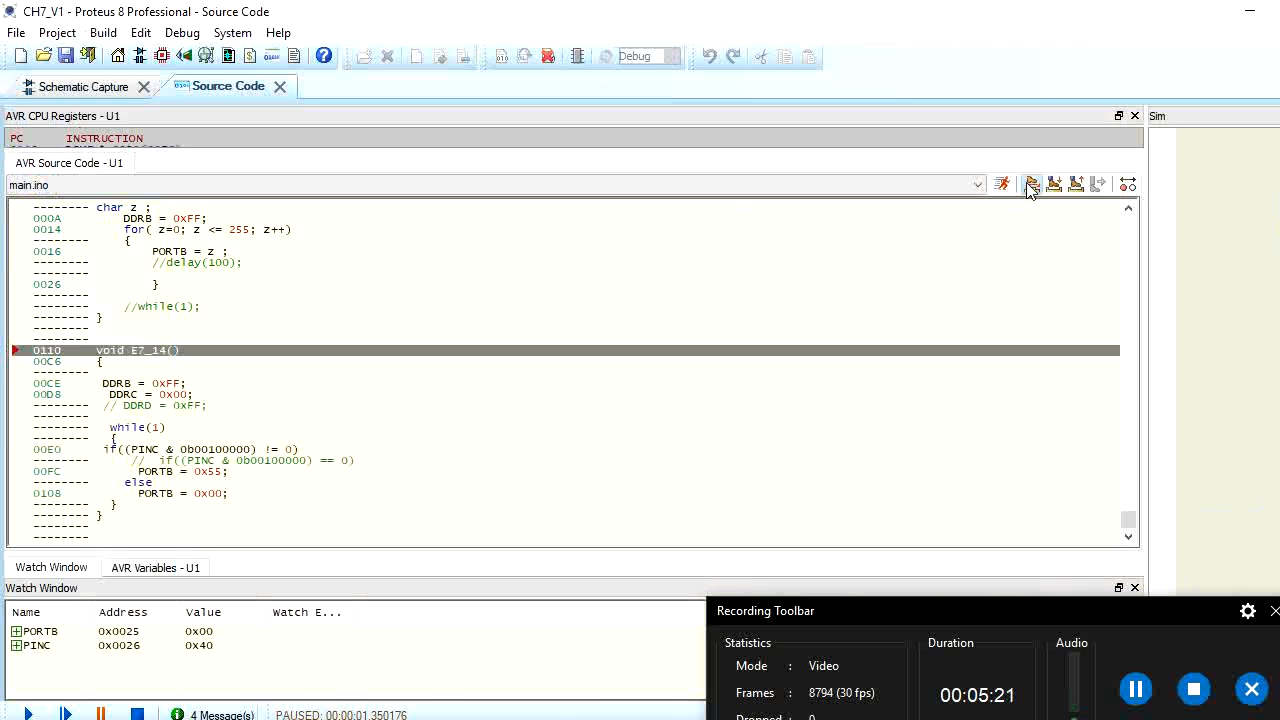 CH7_V1 - Proteus 8 Professional - Source Code
File Project Build Edit Debug System Help
Debug
Schematic Capture Source Code
AVR CPU Registers - U1 Sim
PC INSTRUCTION
AVR Source Code - U1
main.ino
-------- char z ;
000A DDRB = 0xFF;
0014 for( z=0; z <= 255; z++)
-------- {
0016 PORTB = z ;
-------- //delay(100);
--------
0026 }
--------
-------- //while(1);
-------- }
--------
--------
0110 void E7_14()
00C6 {
--------
00CE DDRB = 0xFF;
00D8 DDRC = 0x00;
-------- // DDRD = 0xFF;
--------
-------- while(1)
-------- {
00E0 if((PINC & 0b00100000) != 0)
-------- // if((PINC & 0b00100000) == 0)
00FC PORTB = 0x55;
-------- else
0108 PORTB = 0x00;
-------- }
-------- }
--------
--------
Watch Window AVR Variables - U1
Watch Window
Name Address Value Watch E...
PORTB 0x0025 0x00
PINC 0x0026 0x40
4 Message(s) PAUSED: 00:00:01.350176
Recording Toolbar
Statistics Duration Audio
Mode : Video
Frames : 8794 (30 fps)
00:05:21
Dropped : 0